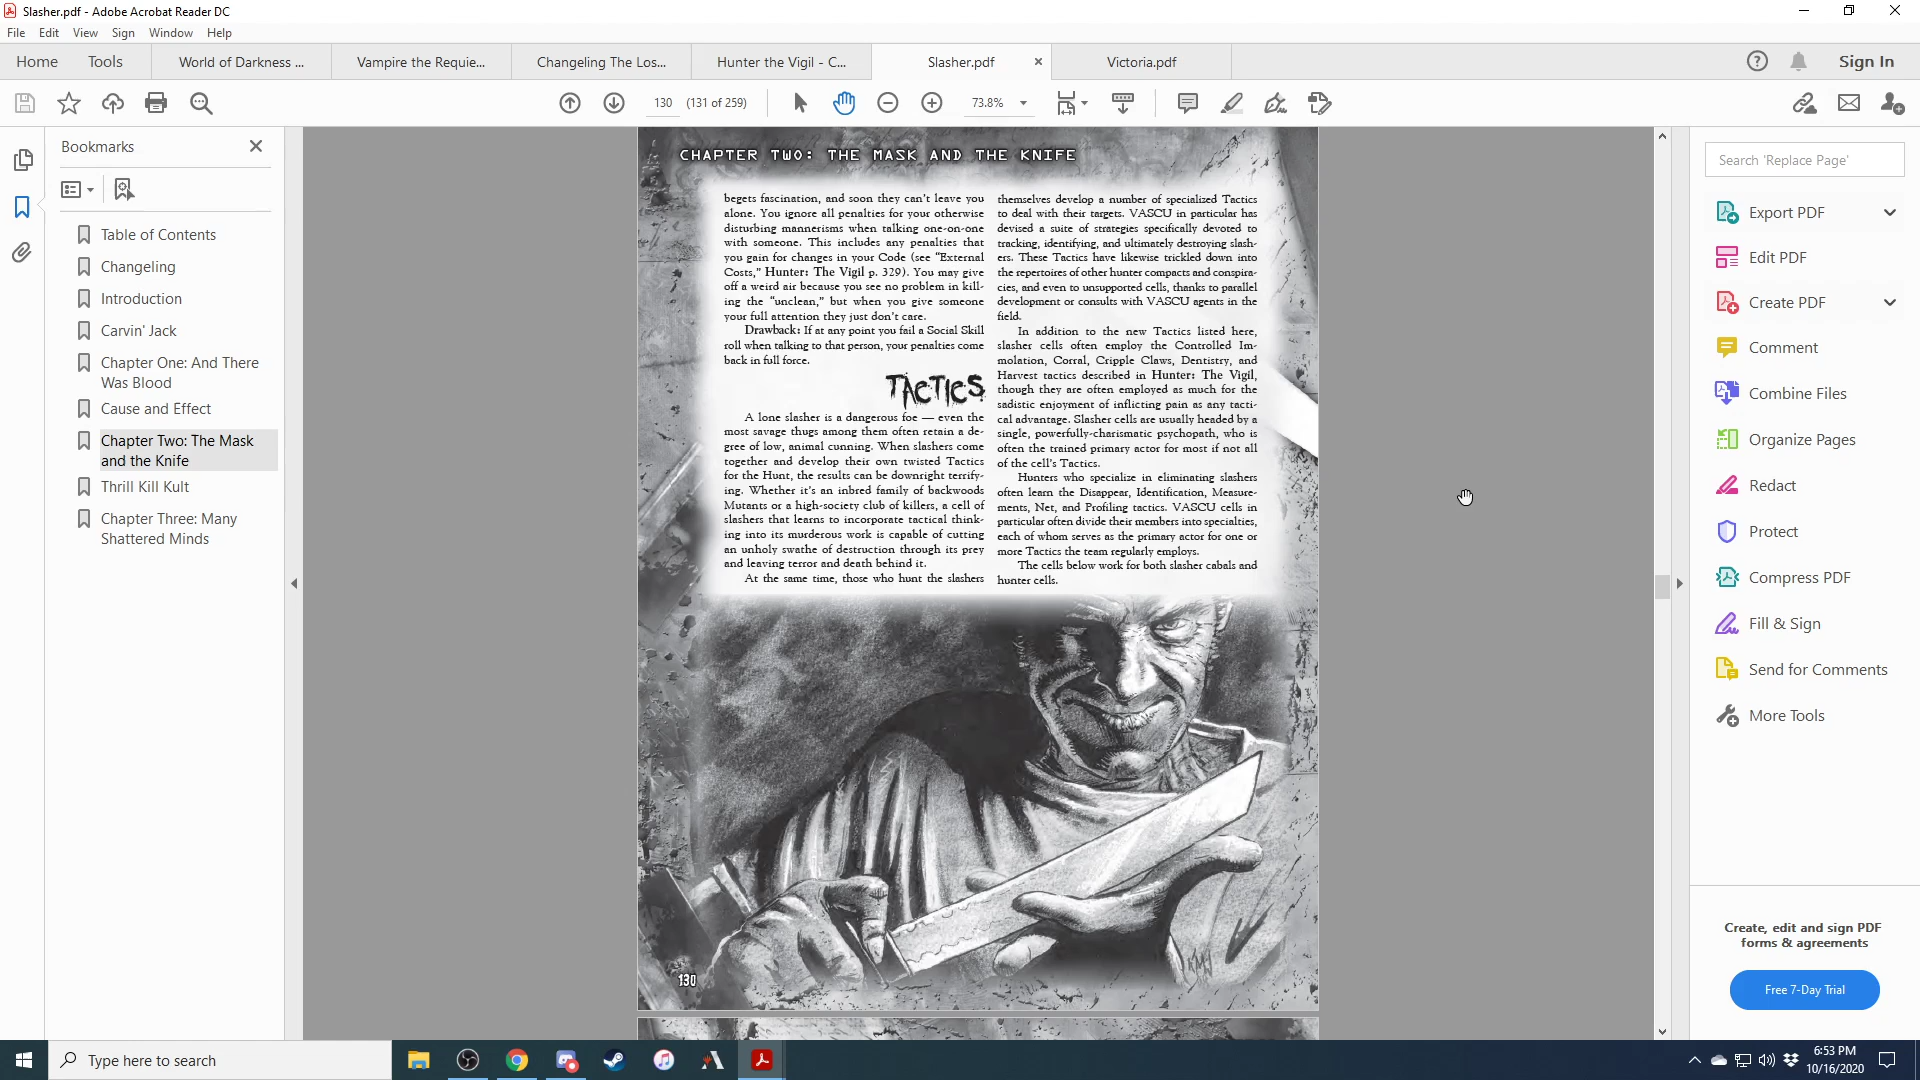 Slasher.pdf - Adobe Acrobat Reader DC
File Edit View Sign Window Help
Home Tools World of Darkness ... Vampire the Requie... Changeling The Los... Hunter the Vigil - C... Slasher.pdf Victoria.pdf Sign In
130 (131 of 259) 73.8%
Bookmarks
Table of Contents
Changeling
Introduction
Carvin' Jack
Chapter One: And There
Was Blood
Cause and Effect
Chapter Two: The Mask
and the Knife
Thrill Kill Kult
Chapter Three: Many
Shattered Minds
CHAPTER TWO: THE MASK AND THE KNIFE
begets fascination, and soon they can't leave you
alone. You ignore all penalties for your otherwise
disturbing mannerisms when talking one-on-one
with someone. This includes any penalties that
you gain for changes in your Code (see “External
Costs,” Hunter: The Vigil p. 329). You may give
off a weird air because you see no problem in kill-
ing the “unclean,” but when you give someone
your full attention they just don't care.
Drawback: If at any point you fail a Social Skill
roll when talking to that person, your penalties come
back in full force.
TACTICS
A lone slasher is a dangerous foe — even the
most savage thugs among them often retain a de-
gree of low, animal cunning. When slashers come
together and develop their own twisted Tactics
for the Hunt, the results can be downright terrify-
ing. Whether it's an inbred family of backwoods
Mutants or a high-society club of killers, a cell of
slashers that learns to incorporate tactical think-
ing into its murderous work is capable of cutting
an unholy swathe of destruction through its prey
and leaving terror and death behind it.
At the same time, those who hunt the slashers
themselves develop a number of specialized Tactics
to deal with their targets. VASCU in particular has
devised a suite of strategies specifically devoted to
tracking, identifying, and ultimately destroying slash-
ers. These Tactics have likewise trickled down into
the repertoires of other hunter compacts and conspira-
cies, and even to unsupported cells, thanks to parallel
development or consults with VASCU agents in the
field.
In addition to the new Tactics listed here,
slasher cells often employ the Controlled Im-
molation, Corral, Cripple Claws, Dentistry, and
Harvest tactics described in Hunter: The Vigil,
though they are often employed as much for the
sadistic enjoyment of inflicting pain as any tacti-
cal advantage. Slasher cells are usually headed by a
single, powerfully-charismatic psychopath, who is
often the trained primary actor for most if not all
of the cell's Tactics.
Hunters who specialize in eliminating slashers
often learn the Disappear, Identification, Measure-
ments, Net, and Profiling tactics. VASCU cells in
particular often divide their members into specialties,
each of whom serves as the primary actor for one or
more Tactics the team regularly employs.
The cells below work for both slasher cabals and
hunter cells.
130
Search 'Replace Page'
Export PDF
Edit PDF
Create PDF
Comment
Combine Files
Organize Pages
Redact
Protect
Compress PDF
Fill & Sign
Send for Comments
More Tools
Create, edit and sign PDF
forms & agreements
Free 7-Day Trial
Type here to search
6:53 PM
10/16/2020